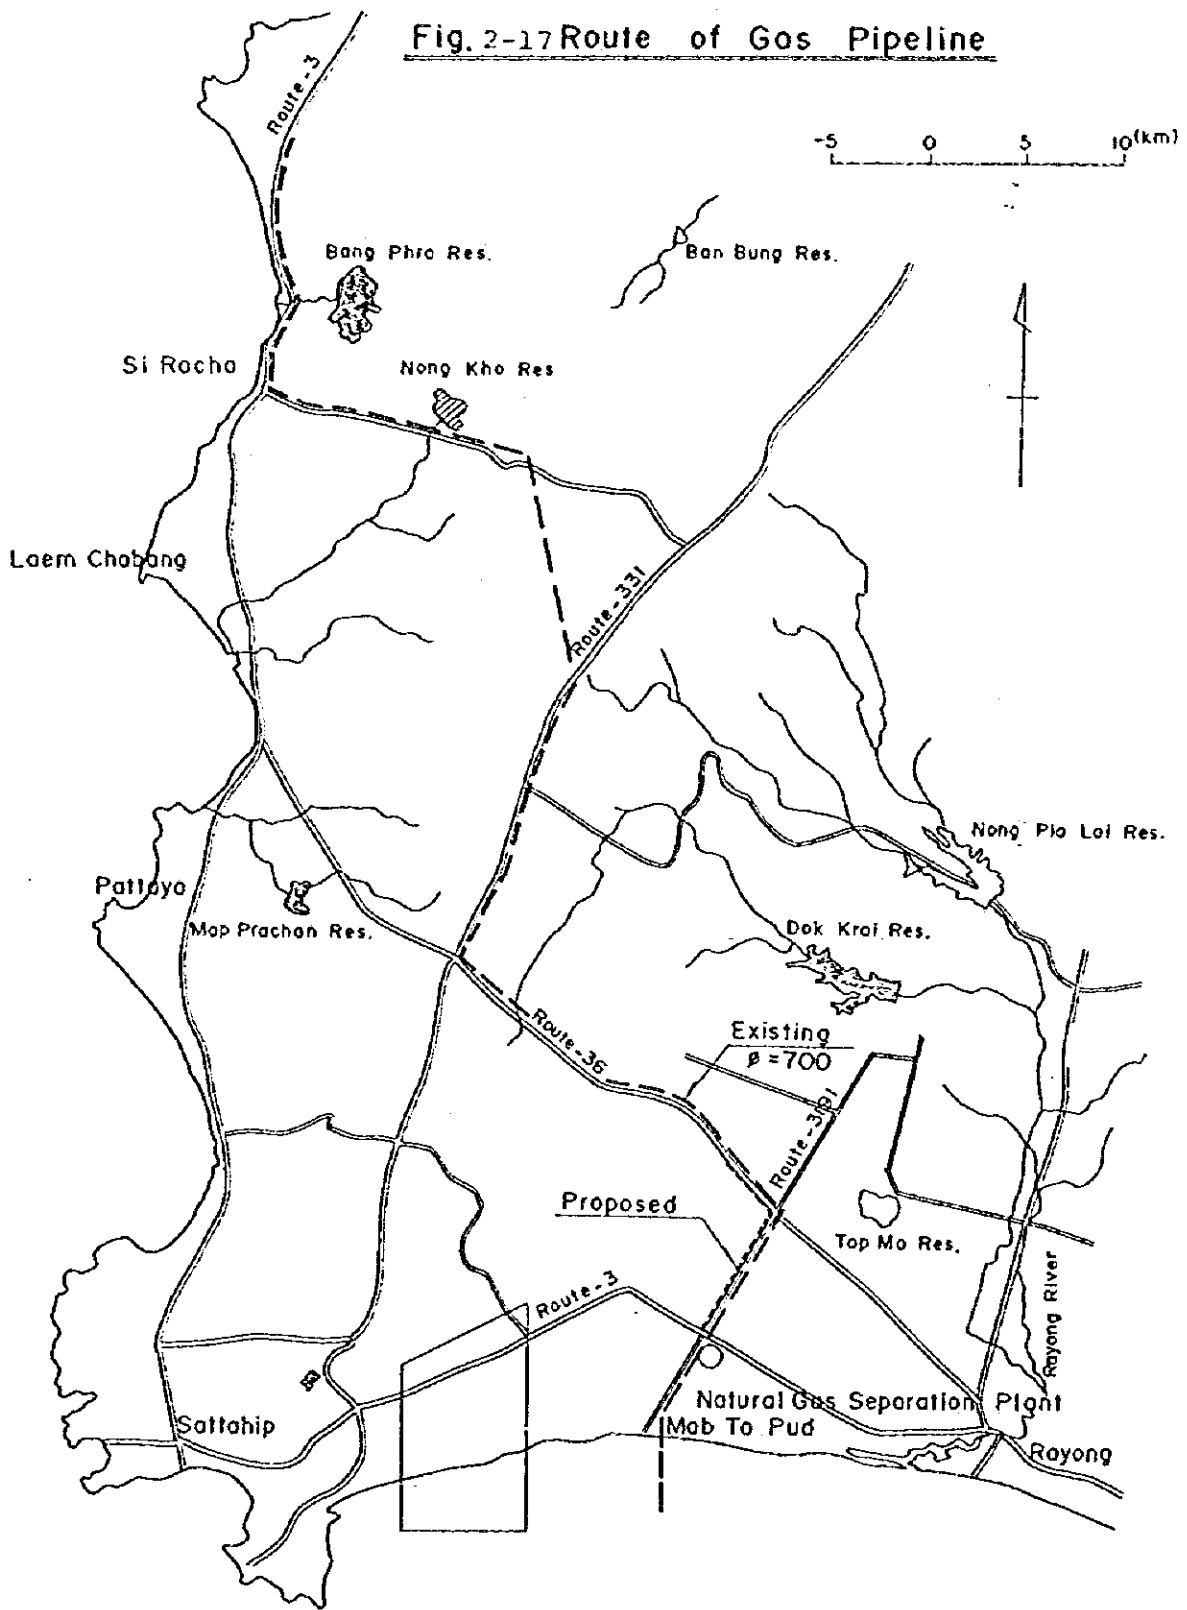 Fig. 2-17 Route of Gas Pipeline
Route-3
-5 0 5 10(km)
Bang Phra Res.
Ban Bung Res.
Si Racha
Nong Kho Res
Laem Chabang
Route-331
Nong Pla Lai Res.
Pattaya
Map Prachan Res.
Dok Krai Res.
Existing
ø=700
Route-36
Route-3191
Proposed
Tap Ma Res.
Route-3
Rayong River
Natural Gas Separation Plant
Sattahip
Mab Ta Pud
Rayong